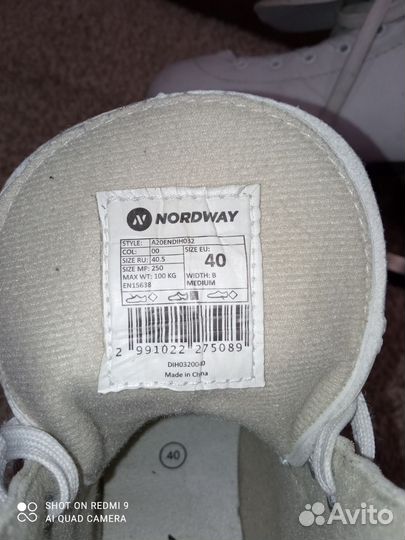 NORDWAY
STYLE: A20ENDIH032
COL: 00
SIZE RU: 40.5
SIZE MP: 250
MAX WT: 100 KG
EN15638
SIZE EU:
40
WIDTH: B
MEDIUM
2 991022 275089
DIH0320040
Made in China
40
SHOT ON REDMI 9
AI QUAD CAMERA
Avito